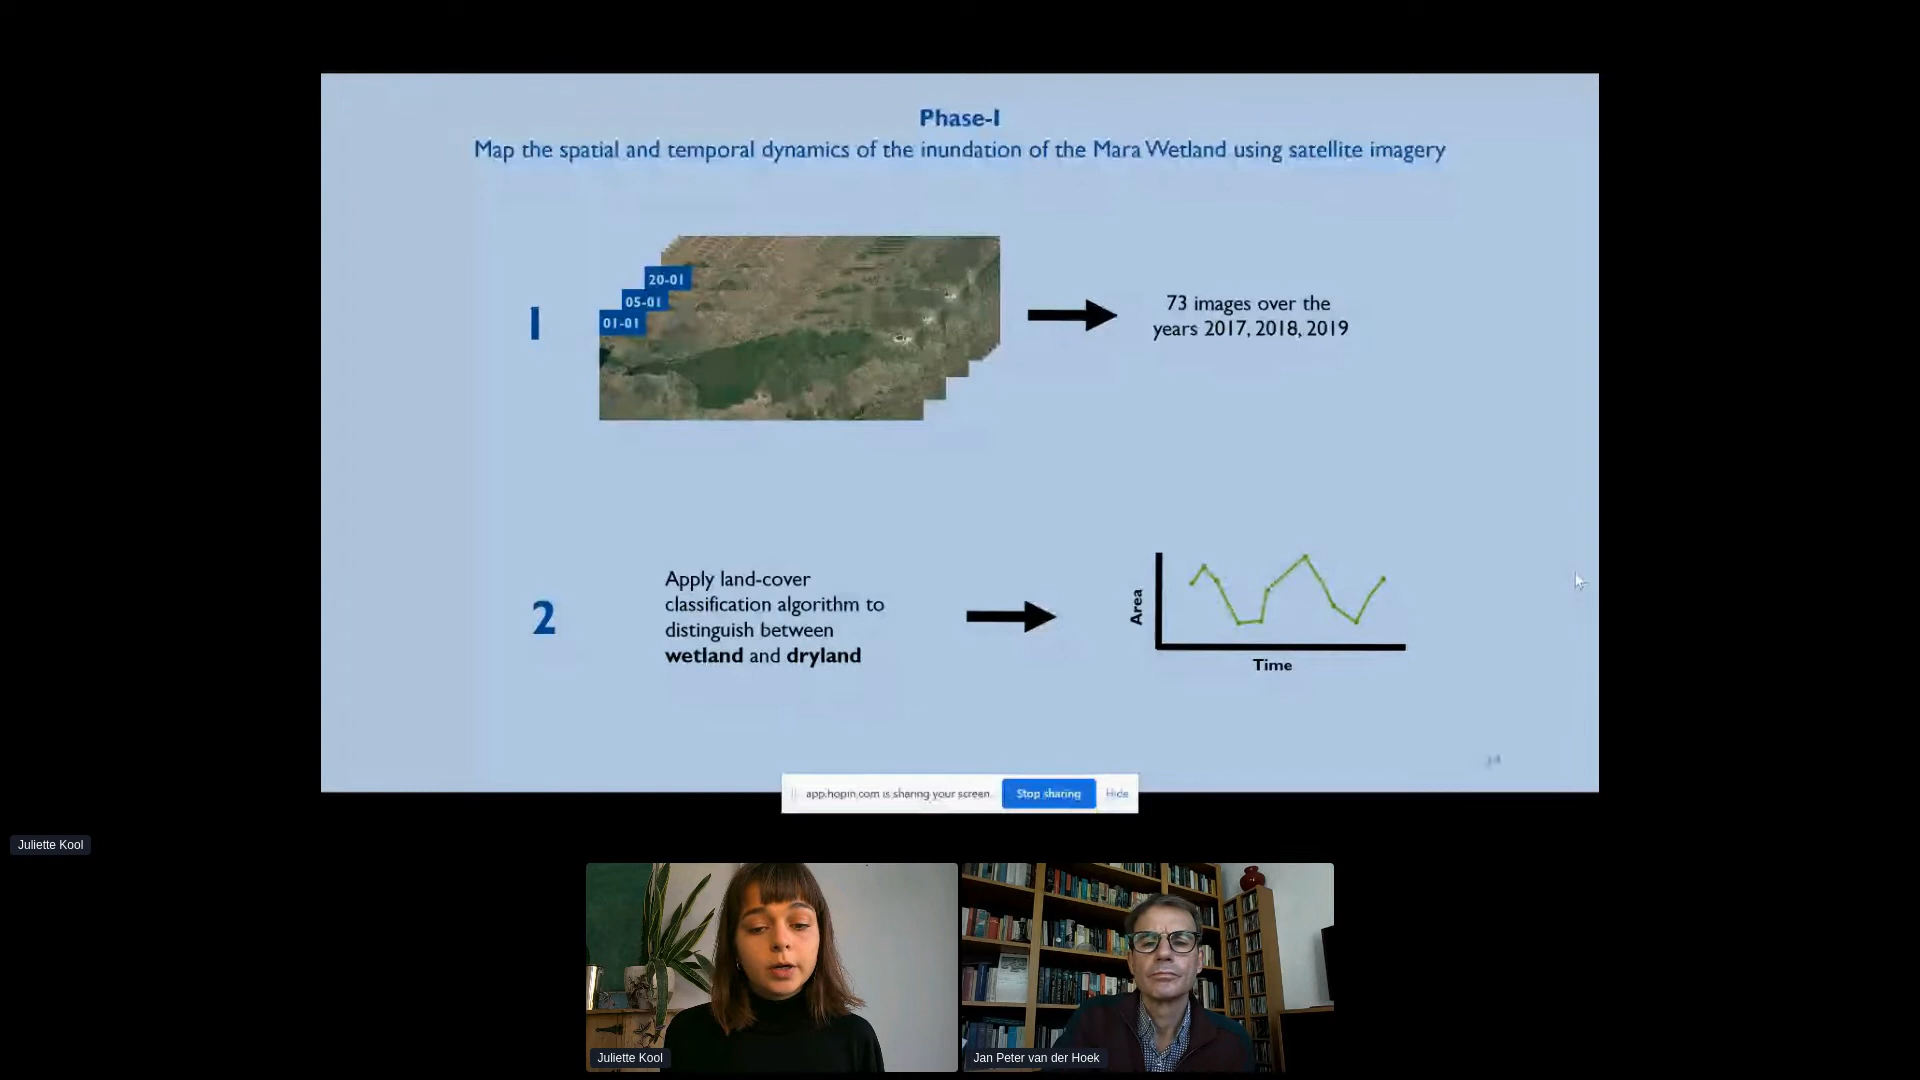 Phase-I
Map the spatial and temporal dynamics of the inundation of the Mara Wetland using satellite imagery
20-01
05-01
01-01
1
73 images over the
years 2017, 2018, 2019
2
Apply land-cover
classification algorithm to
distinguish between
wetland and dryland
Area
Time
app.hopin.com is sharing your screen.
Stop sharing
Hide
Juliette Kool
Juliette Kool
Jan Peter van der Hoek